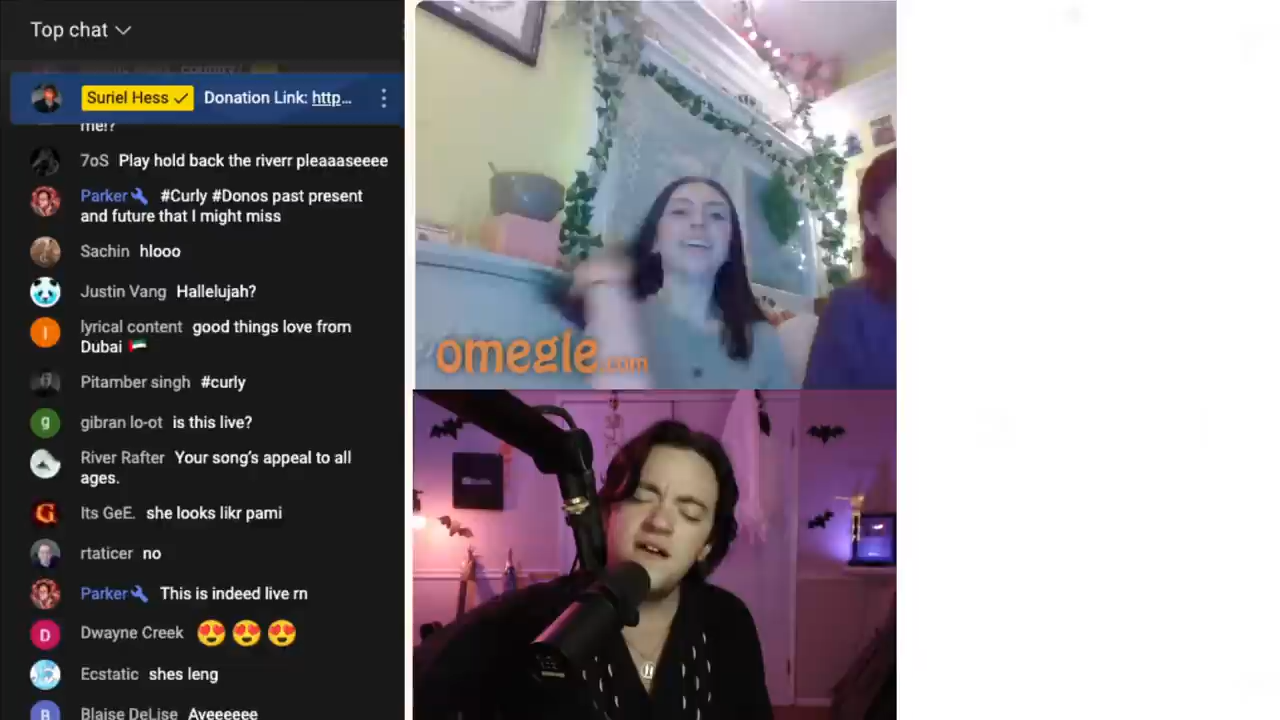 Top chat
Suriel Hess Donation Link: http...
me!?
7oS Play hold back the riverr pleaaaseeee
Parker #Curly #Donos past present
and future that I might miss
Sachin hlooo
Justin Vang Hallelujah?
lyrical content good things love from
Dubai
Pitamber singh #curly
gibran lo-ot is this live?
River Rafter Your song's appeal to all
ages.
Its GeE. she looks likr pami
rtaticer no
Parker This is indeed live rn
Dwayne Creek
Ecstatic shes leng
Blaise DeLise Ayeeeeee
omegle.com